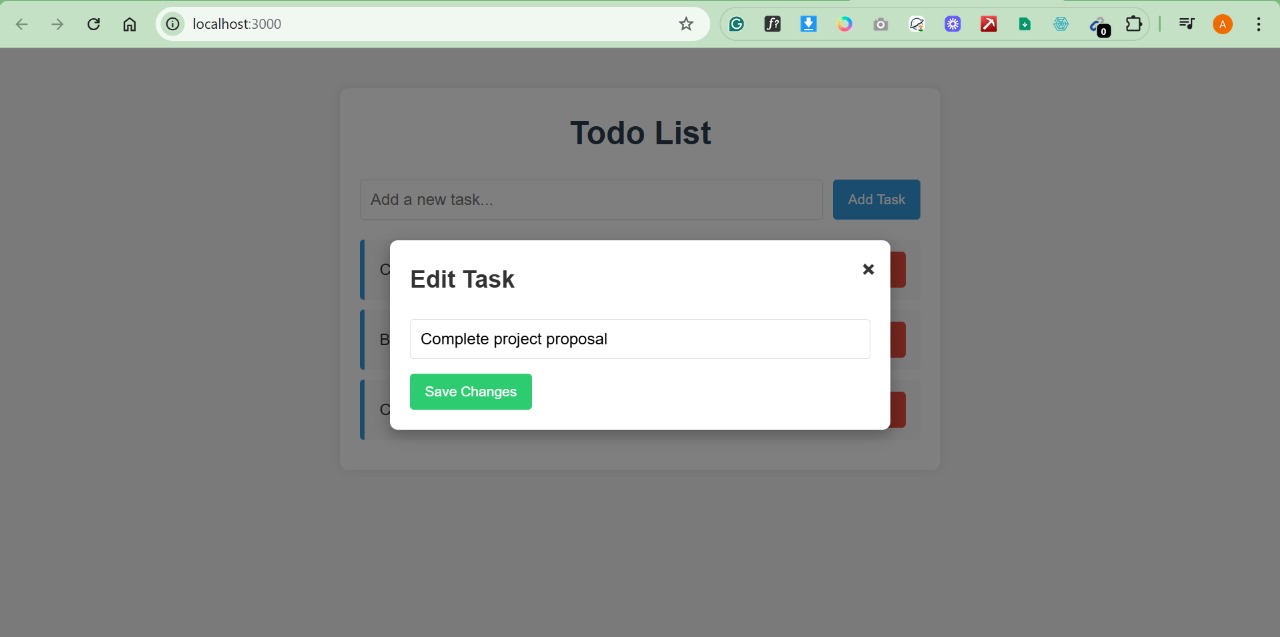 localhost:3000
0
A
Todo List
Add a new task...
Add Task
C
Edit Task
B
Complete project proposal
Save Changes
C